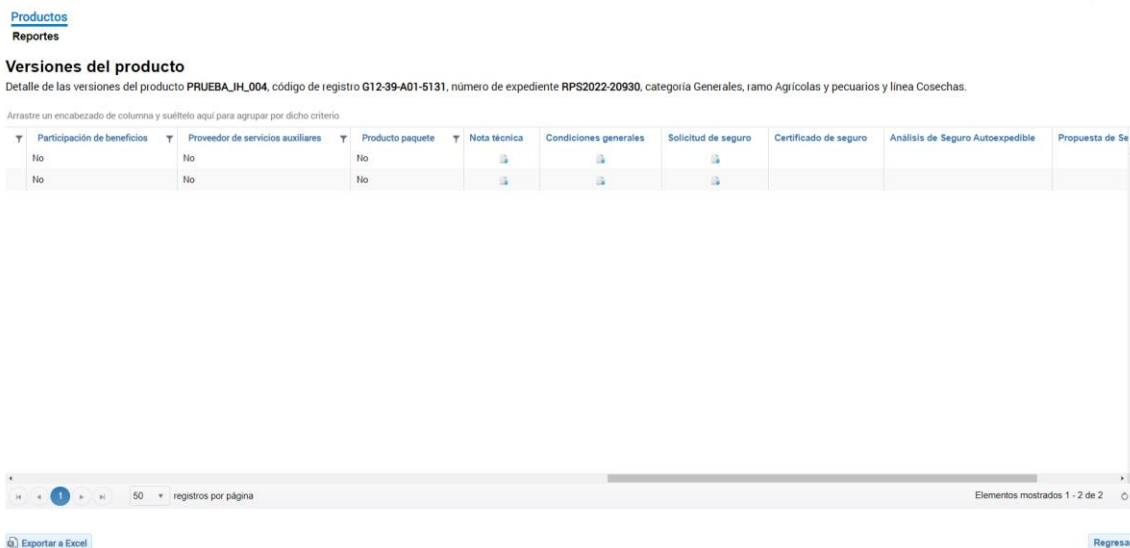 Productos
Reportes
Versiones del producto
Detalle de las versiones del producto PRUEBA_IH_004, código de registro G12-39-A01-5131, número de expediente RPS2022-20930, categoría Generales, ramo Agrícolas y pecuarios y línea Cosechas.
Arrastre un encabezado de columna y suéltelo aquí para agrupar por dicho criterio
Participación de beneficios Proveedor de servicios auxiliares Producto paquete Nota técnica Condiciones generales Solicitud de seguro Certificado de seguro Análisis de Seguro Autoexpedible Propuesta de Se
No No No
No No No
1 50 registros por página Elementos mostrados 1 - 2 de 2
Exportar a Excel Regresa